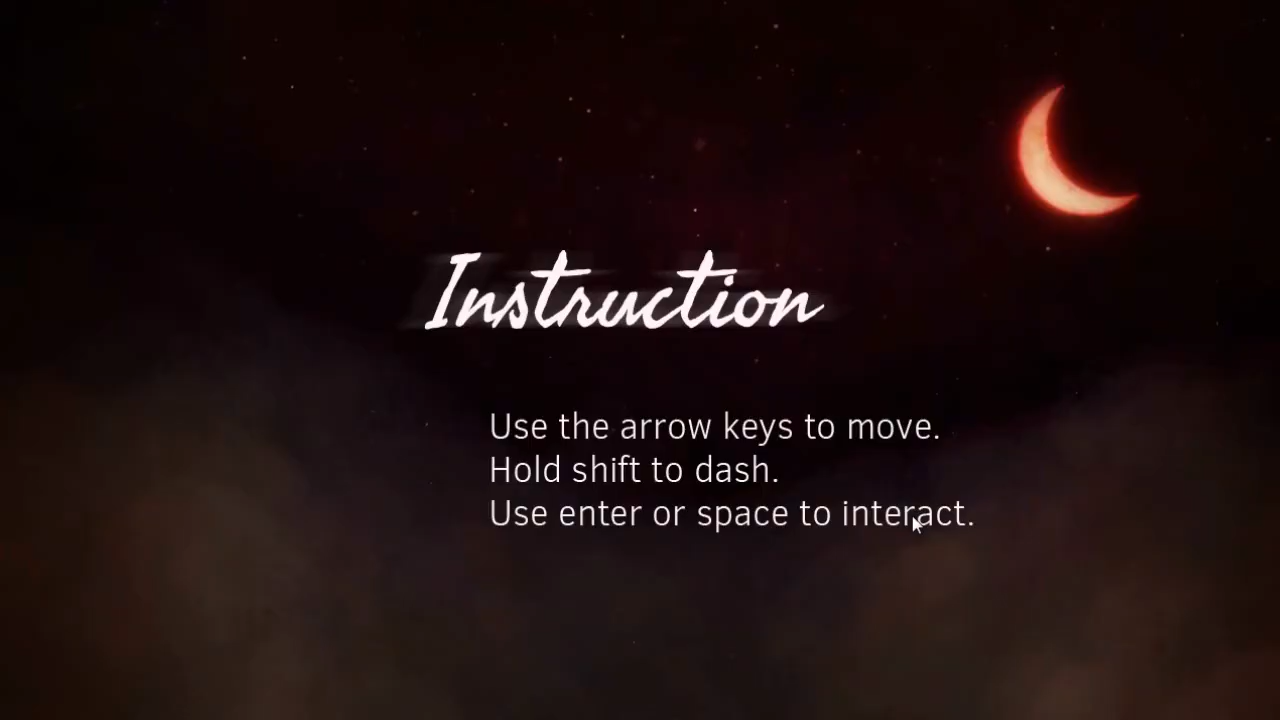 Instruction
Use the arrow keys to move.
Hold shift to dash.
Use enter or space to interact.